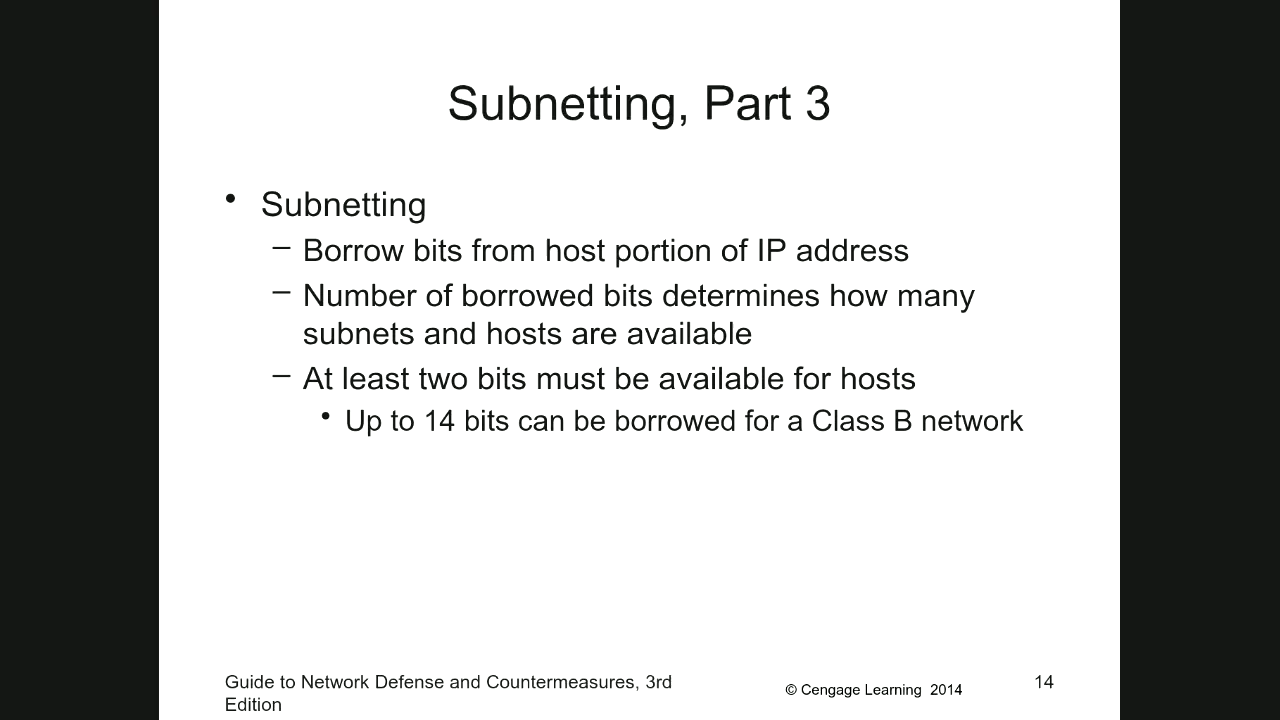 Subnetting, Part 3
• Subnetting
– Borrow bits from host portion of IP address
– Number of borrowed bits determines how many
subnets and hosts are available
– At least two bits must be available for hosts
• Up to 14 bits can be borrowed for a Class B network
Guide to Network Defense and Countermeasures, 3rd
Edition
© Cengage Learning 2014
14